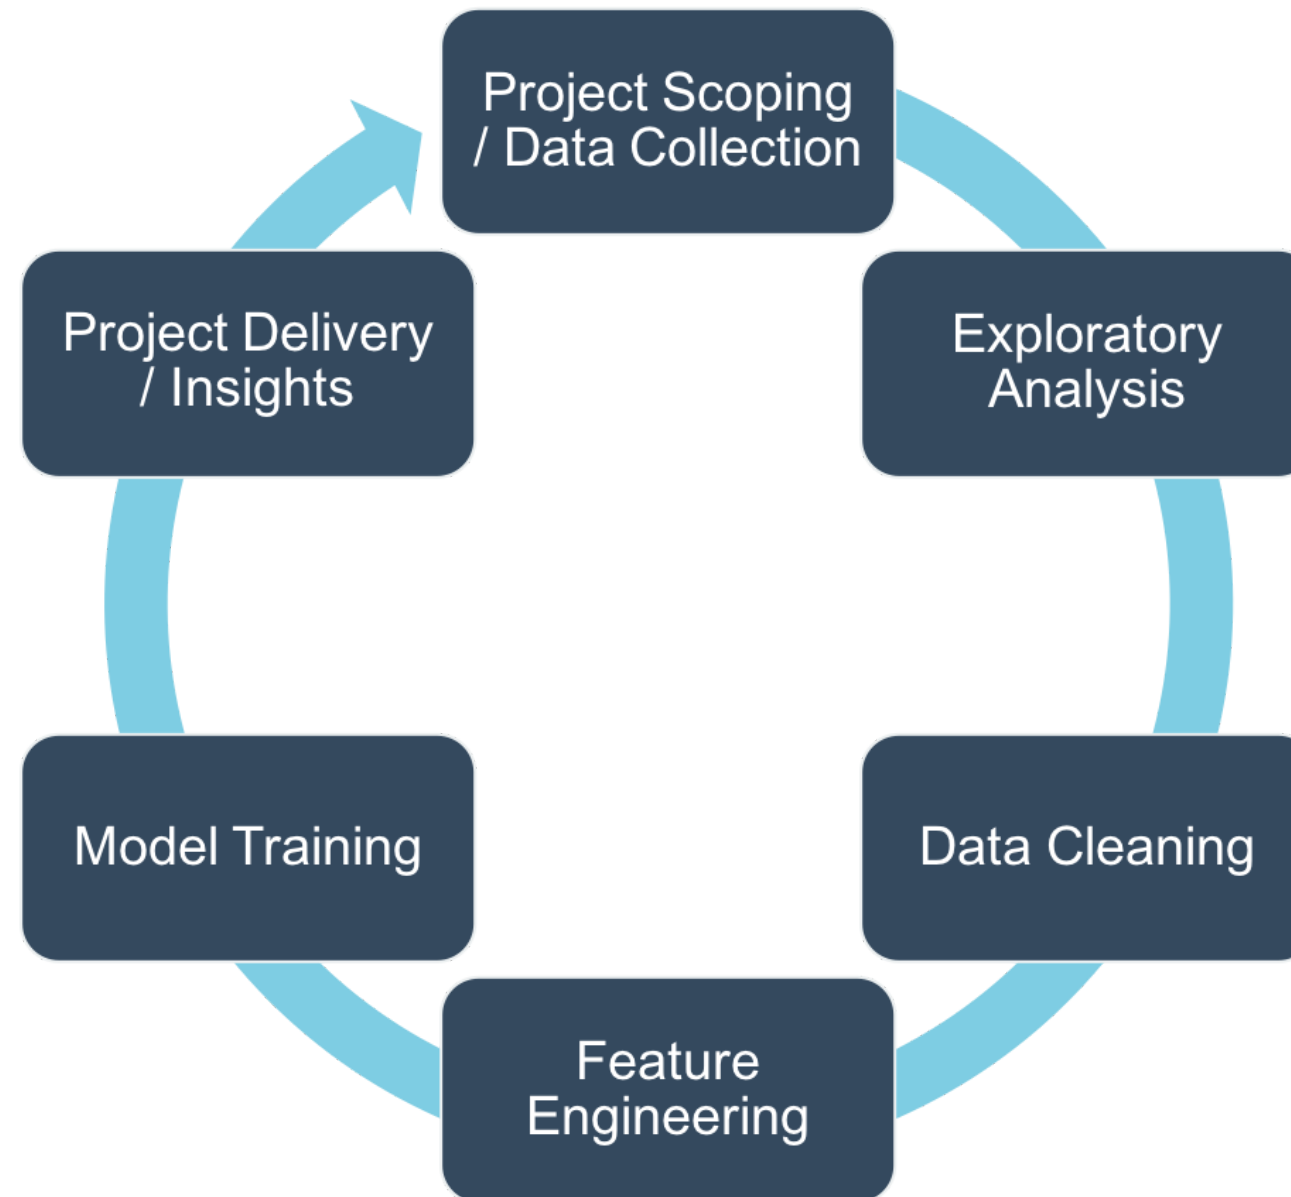 Project Scoping
/ Data Collection
Exploratory
Analysis
Data Cleaning
Feature
Engineering
Model Training
Project Delivery
/ Insights